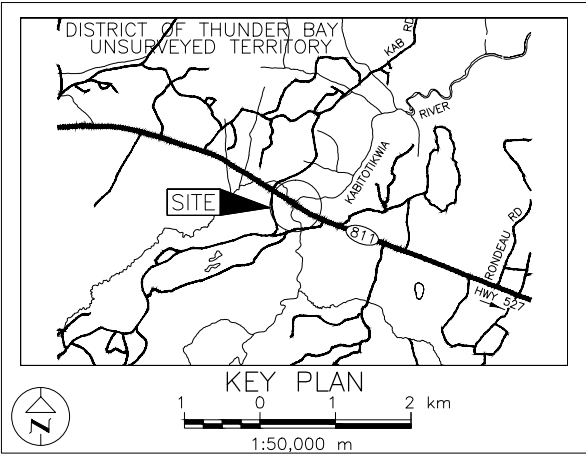 DISTRICT OF THUNDER BAY
UNSURVEYED TERRITORY
KAB RD
RIVER
KABITOTIKWIA
SITE
811
RONDEAU RD
HWY 527
KEY PLAN
1 0 1 2 km
1:50,000 m
N